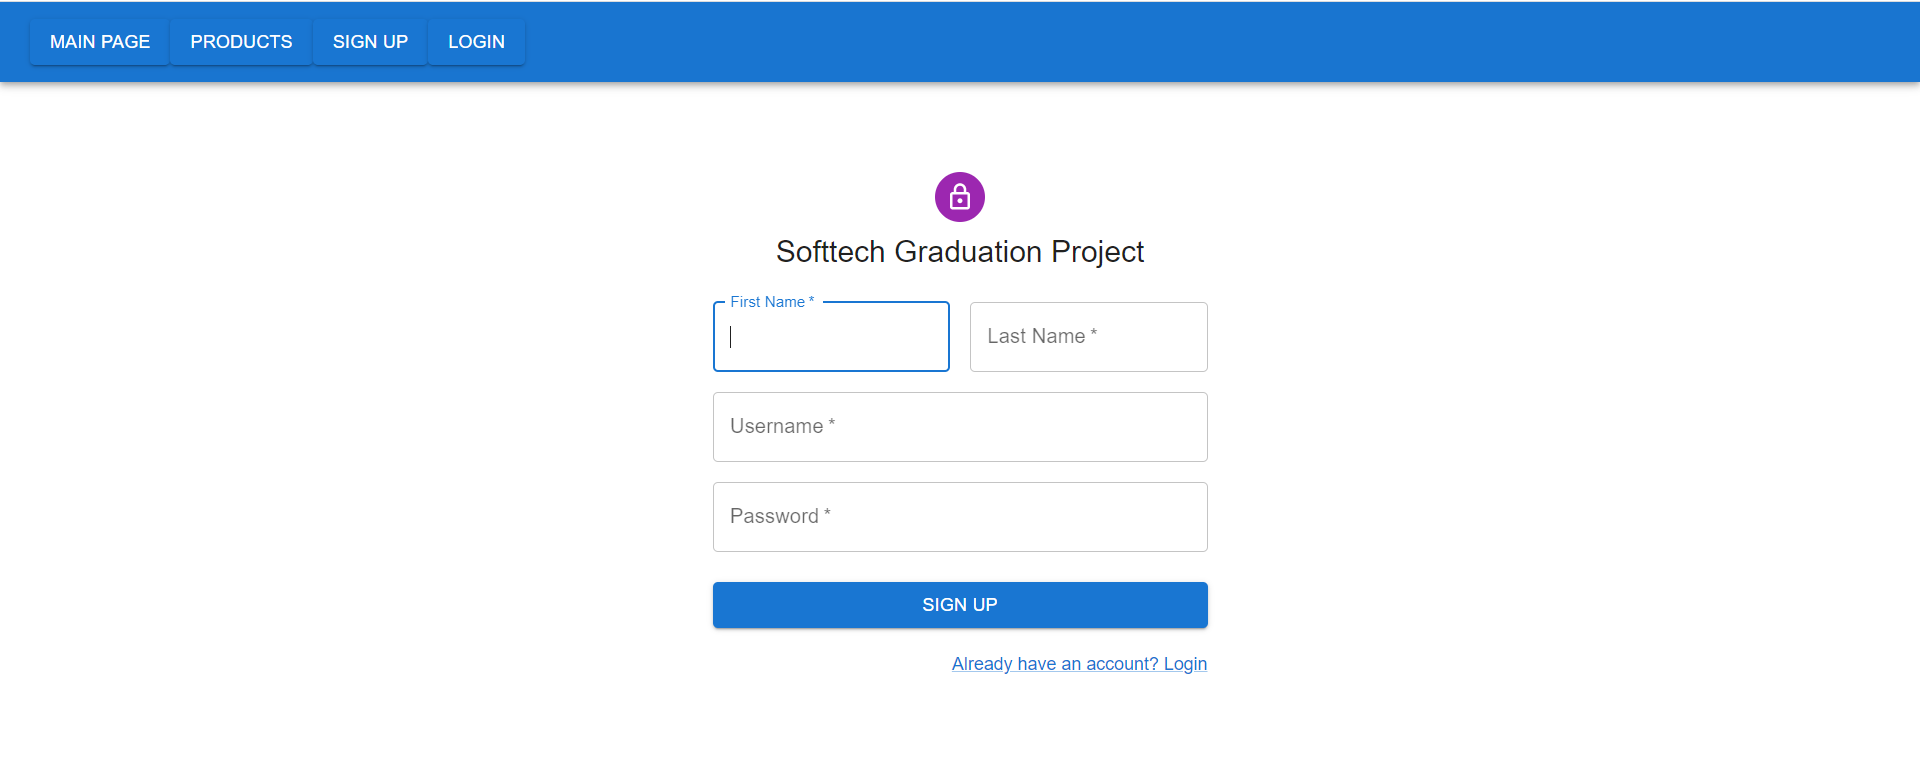 MAIN PAGE PRODUCTS SIGN UP LOGIN
Softtech Graduation Project
First Name *
Last Name *
Username *
Password *
SIGN UP
Already have an account? Login